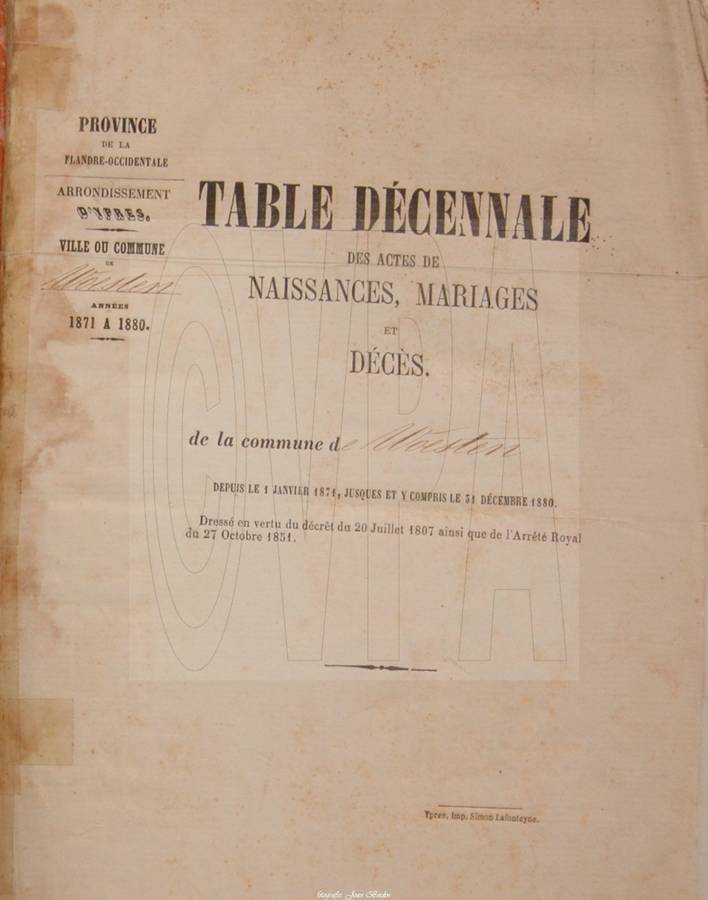 PROVINCE
DE LA
FLANDRE-OCCIDENTALE
ARRONDISSEMENT
D'YPRES.
VILLE OU COMMUNE
DE
Woesten
ANNÉES
1871 A 1880.
TABLE DÉCENNALE
DES ACTES DE
NAISSANCES, MARIAGES
ET
DÉCÈS.
de la commune de Woesten
DEPUIS LE 1 JANVIER 1871, JUSQUES ET Y COMPRIS LE 31 DÉCEMBRE 1880.
Dressé en vertu du décrêt du 20 Juillet 1807 ainsi que de l'Arrêté Royal
du 27 Octobre 1851.
Ypres, Imp. Simon Lafonteyne.
CVPA
fotografie: Joan